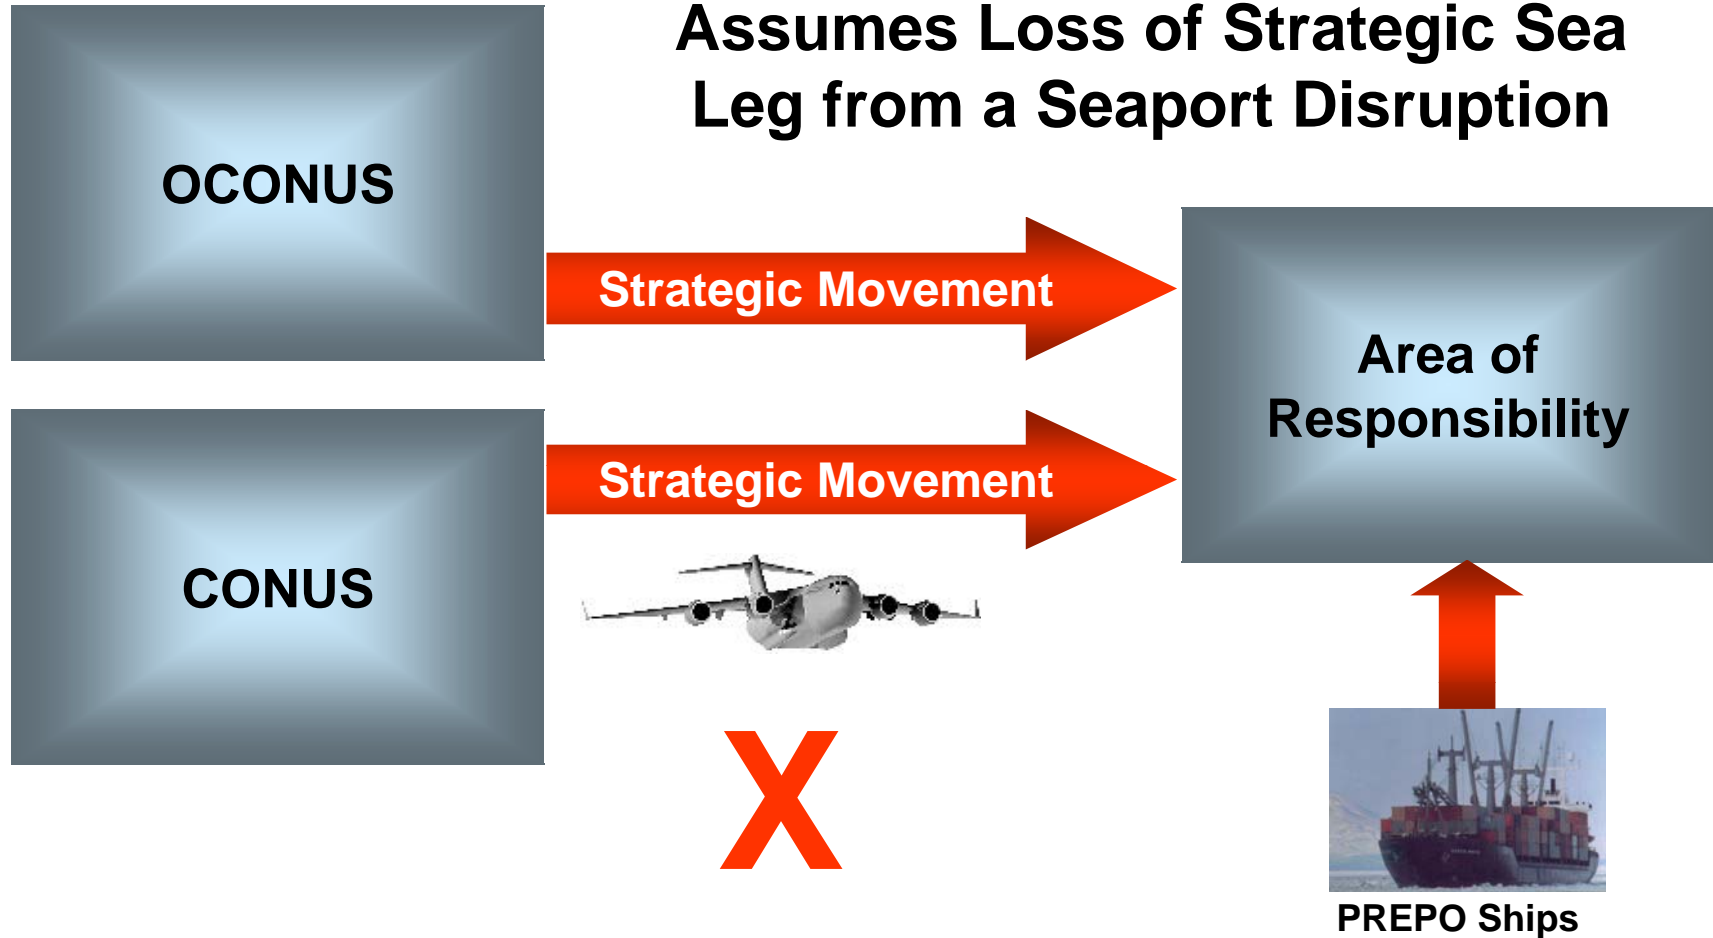 Assumes Loss of Strategic Sea
Leg from a Seaport Disruption
OCONUS
Strategic Movement
Area of
Responsibility
CONUS
Strategic Movement
X
PREPO Ships